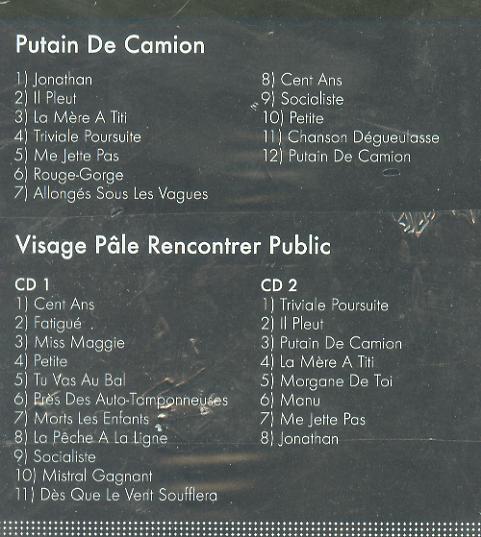 Putain De Camion
1) Jonathan
2) Il Pleut
3) La Mère A Titi
4) Triviale Poursuite
5) Me Jette Pas
6) Rouge-Gorge
7) Allongés Sous Les Vagues
8) Cent Ans
9) Socialiste
10) Petite
11) Chanson Dégueulasse
12) Putain De Camion
Visage Pâle Rencontrer Public
CD 1
1) Cent Ans
2) Fatigué
3) Miss Maggie
4) Petite
5) Tu Vas Au Bal
6) Près Des Auto-Tamponneuses
7) Morts Les Enfants
8) La Pêche A La Ligne
9) Socialiste
10) Mistral Gagnant
11) Dès Que Le Vent Soufflera
CD 2
1) Triviale Poursuite
2) Il Pleut
3) Putain De Camion
4) La Mère A Titi
5) Morgane De Toi
6) Manu
7) Me Jette Pas
8) Jonathan